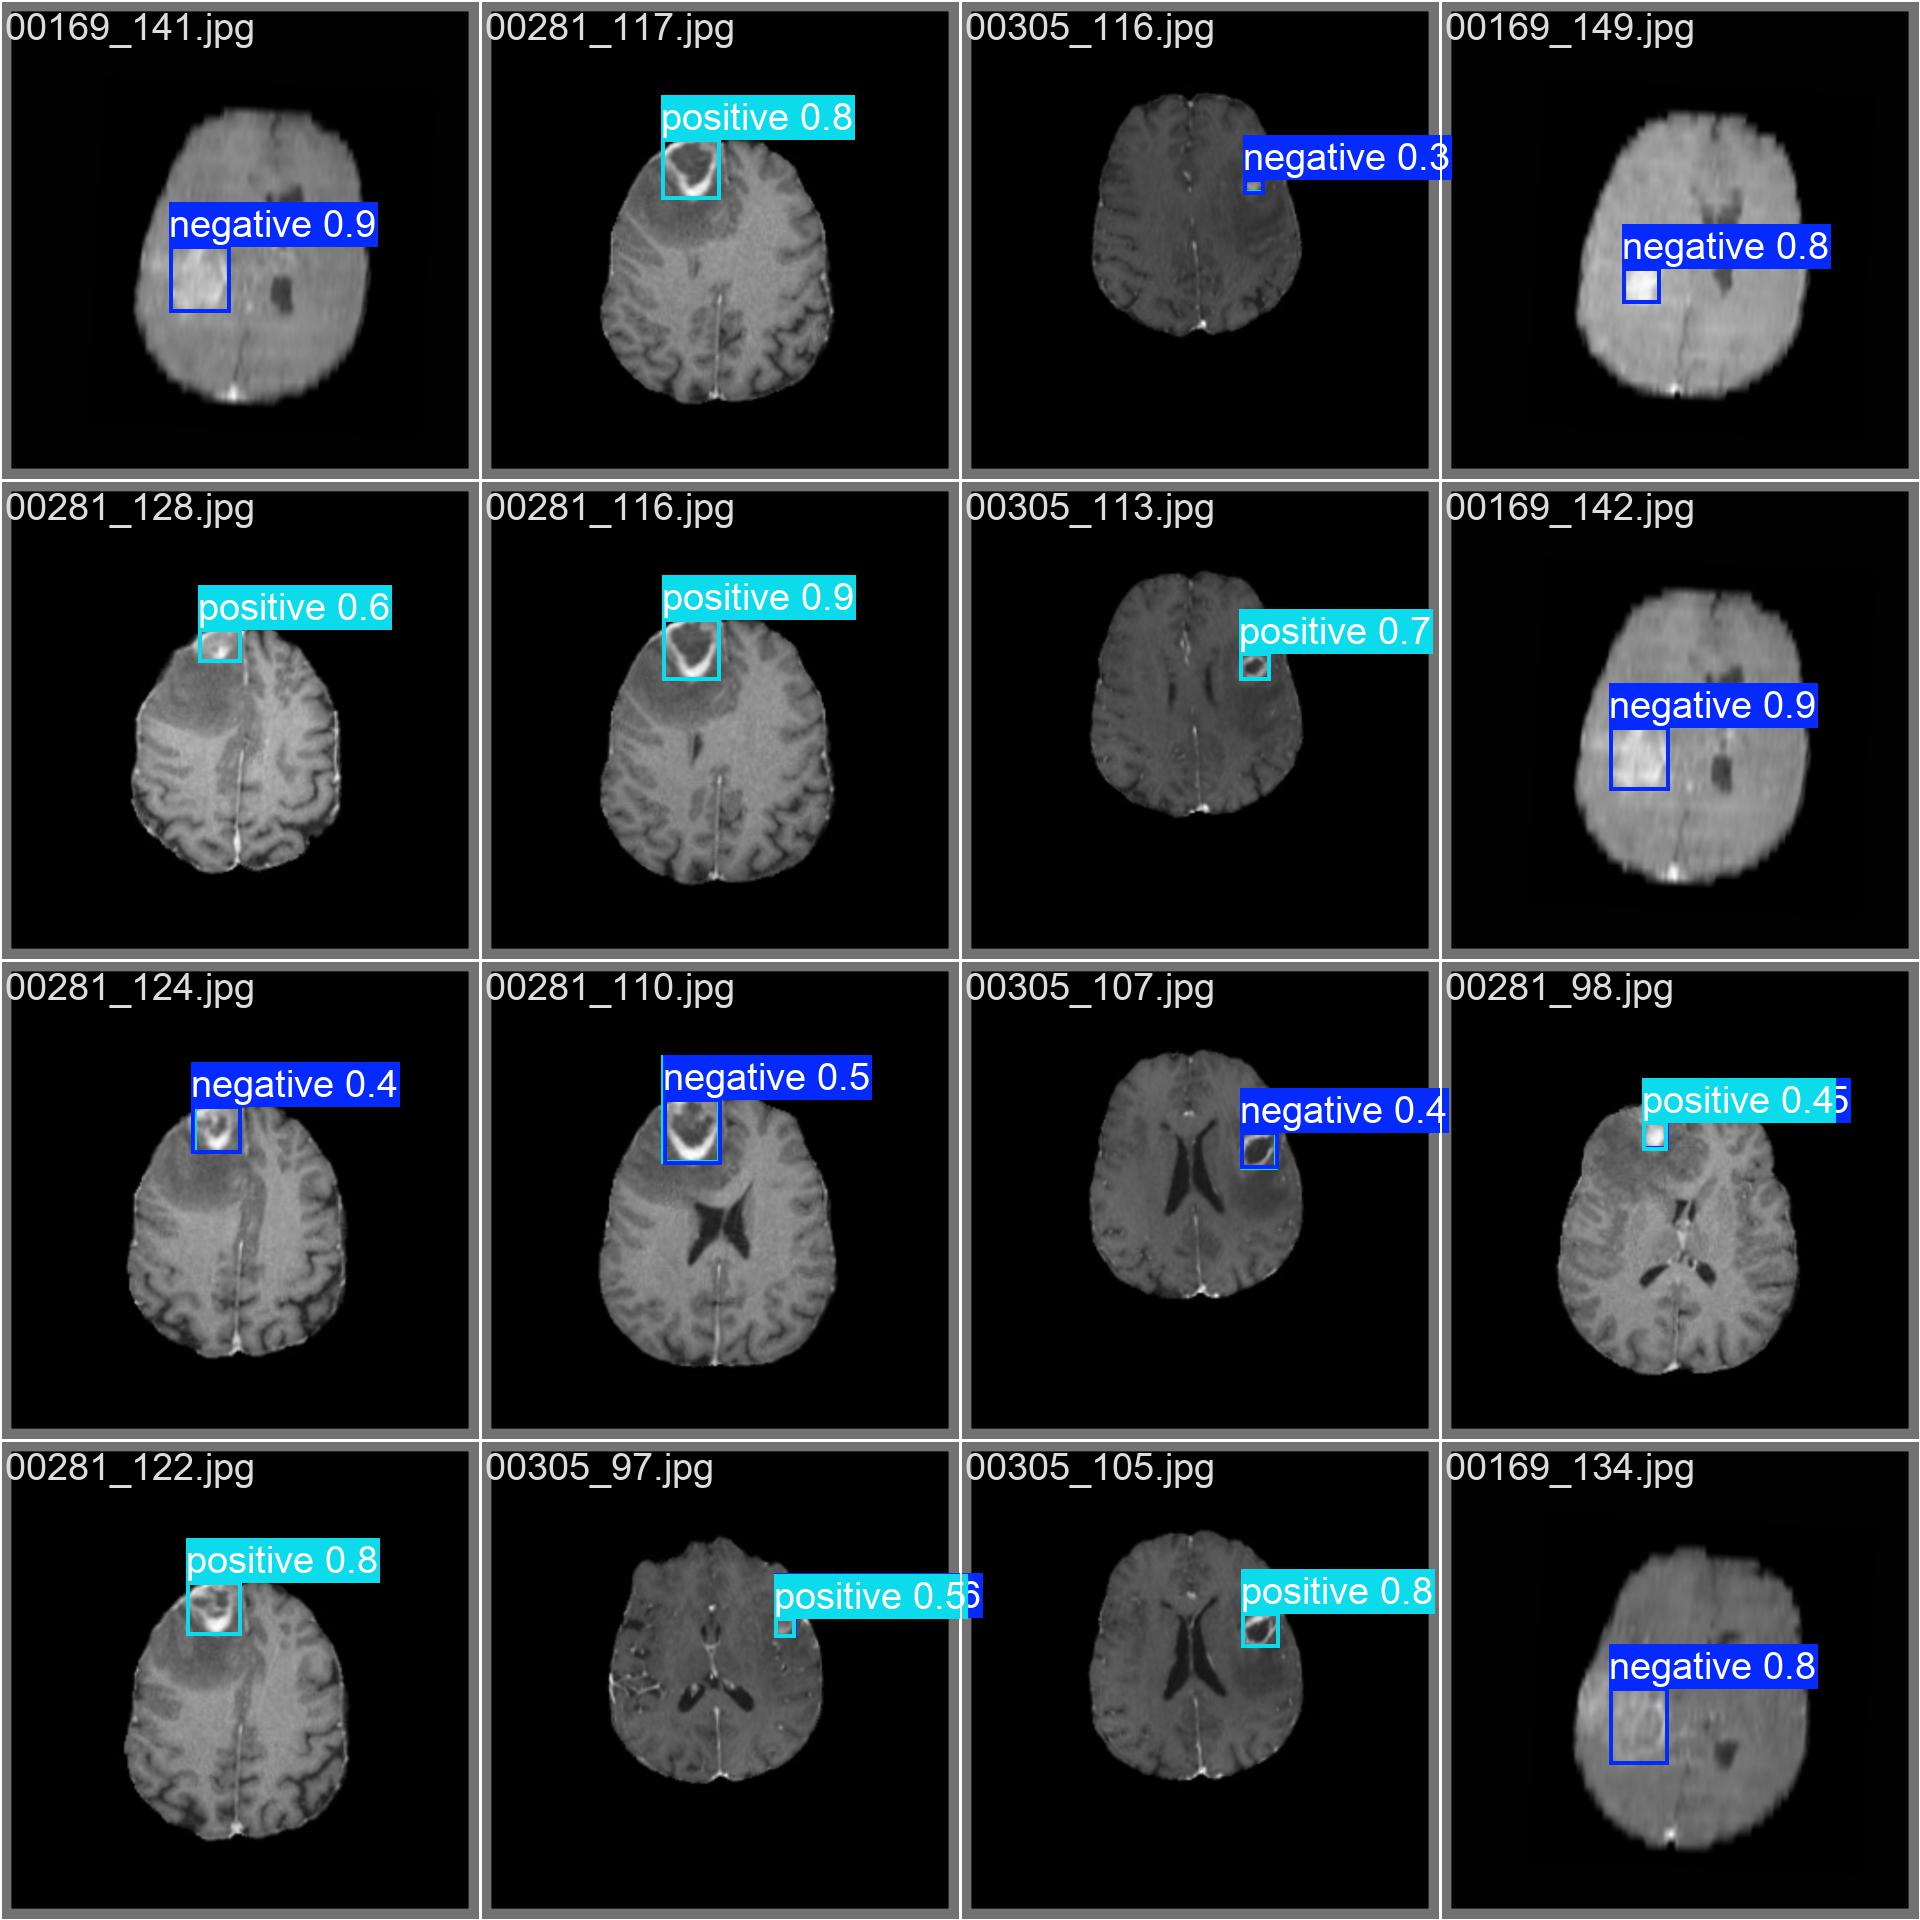 00169_141.jpg
negative 0.9
00281_117.jpg
positive 0.8
00305_116.jpg
negative 0.3
00169_149.jpg
negative 0.8
00281_128.jpg
positive 0.6
00281_116.jpg
positive 0.9
00305_113.jpg
positive 0.7
00169_142.jpg
negative 0.9
00281_124.jpg
negative 0.4
00281_110.jpg
negative 0.5
00305_107.jpg
negative 0.4
00281_98.jpg
positive 0.45
00281_122.jpg
positive 0.8
00305_97.jpg
positive 0.56
00305_105.jpg
positive 0.8
00169_134.jpg
negative 0.8